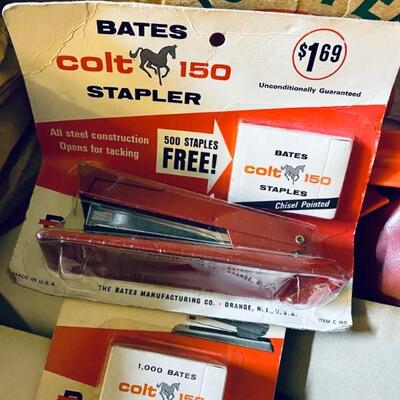 BATES
colt 150
STAPLER
$1.69
Unconditionally Guaranteed
All steel construction
Opens for tacking
500 STAPLES
FREE!
BATES
colt 150
STAPLES
Chisel Pointed
MADE IN U.S.A.
THE BATES MANUFACTURING CO. · ORANGE, N.J., U.S.A.
ITEM C 150
1,000 BATES
colt 150